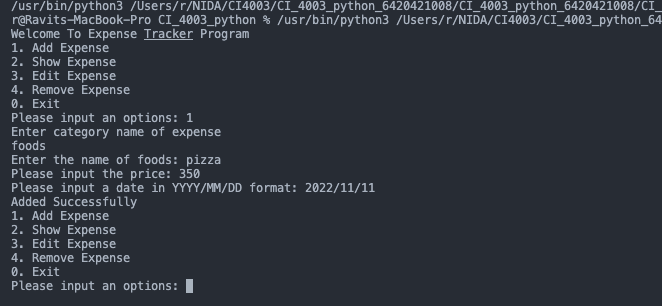 /usr/bin/python3 /Users/r/NIDA/CI4003/CI_4003_python_6420421008/CI_4003_python_6420421008/CI_
r@Ravits-MacBook-Pro CI_4003_python % /usr/bin/python3 /Users/r/NIDA/CI4003/CI_4003_python_64
Welcome To Expense Tracker Program
1. Add Expense
2. Show Expense
3. Edit Expense
4. Remove Expense
0. Exit
Please input an options: 1
Enter category name of expense
foods
Enter the name of foods: pizza
Please input the price: 350
Please input a date in YYYY/MM/DD format: 2022/11/11
Added Successfully
1. Add Expense
2. Show Expense
3. Edit Expense
4. Remove Expense
0. Exit
Please input an options: